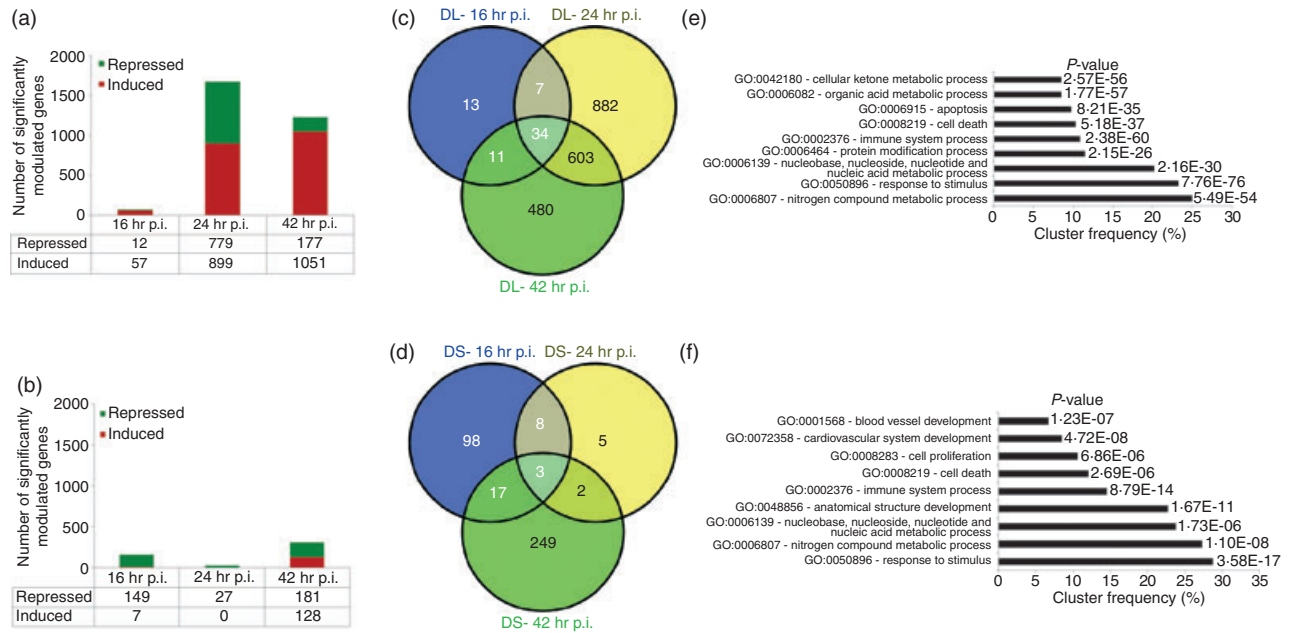 (a)
Number of significantly
modulated genes
2000
1500
1000
500
0
Repressed
Induced
16 hr p.i. 24 hr p.i. 42 hr p.i.
Repressed 12 779 177
Induced 57 899 1051
(b)
Number of significantly
modulated genes
2000
1500
1000
500
0
Repressed
Induced
16 hr p.i. 24 hr p.i. 42 hr p.i.
Repressed 149 27 181
Induced 7 0 128
(c)
DL- 16 hr p.i. DL- 24 hr p.i.
13 7 882
34
11 603
480
DL- 42 hr p.i.
(d)
DS- 16 hr p.i. DS- 24 hr p.i.
98 8 5
3
17 2
249
DS- 42 hr p.i.
(e)
P-value
GO:0042180 - cellular ketone metabolic process 2·57E-56
GO:0006082 - organic acid metabolic process 1·77E-57
GO:0006915 - apoptosis 8·21E-35
GO:0008219 - cell death 5·18E-37
GO:0002376 - immune system process 2·38E-60
GO:0006464 - protein modification process 2·15E-26
GO:0006139 - nucleobase, nucleoside, nucleotide and
nucleic acid metabolic process 2·16E-30
GO:0050896 - response to stimulus 7·76E-76
GO:0006807 - nitrogen compound metabolic process 5·49E-54
0 5 10 15 20 25 30
Cluster frequency (%)
(f)
P-value
GO:0001568 - blood vessel development 1·23E-07
GO:0072358 - cardiovascular system development 4·72E-08
GO:0008283 - cell proliferation 6·86E-06
GO:0008219 - cell death 2·69E-06
GO:0002376 - immune system process 8·79E-14
GO:0048856 - anatomical structure development 1·67E-11
GO:0006139 - nucleobase, nucleoside, nucleotide and
nucleic acid metabolic process 1·73E-06
GO:0006807 - nitrogen compound metabolic process 1·10E-08
GO:0050896 - response to stimulus 3·58E-17
0 5 10 15 20 25 30 35
Cluster frequency (%)